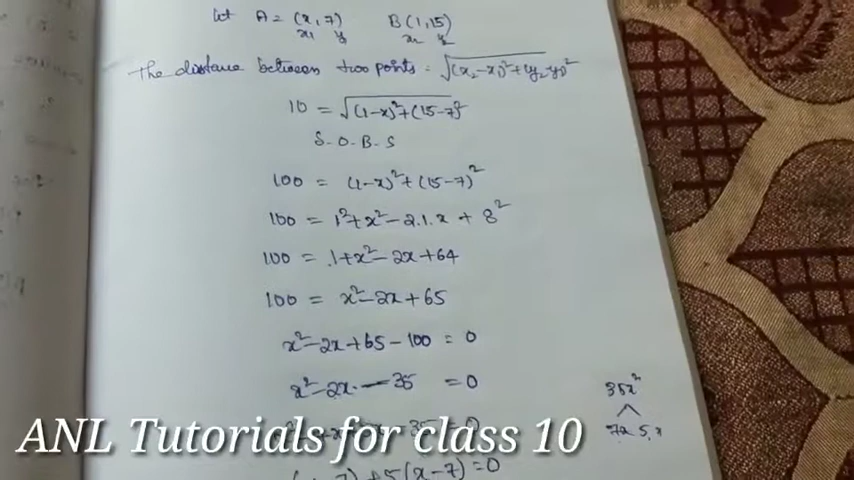 let A = (x, 7) B(1, 15)
x₁ y₁ x₂ y₂
The distance between two points = √(x₂-x₁)²+(y₂-y₁)²
10 = √(1-x)²+(15-7)²
S.O.B.S
100 = (1-x)²+(15-7)²
100 = 1²+x²-2.1.x + 8²
100 = 1+x²-2x+64
100 = x²-2x+65
x²-2x+65-100 = 0
x²-2x-35 = 0
35x²
7x 5x
ANL Tutorials for class 10
+5(x-7)=0